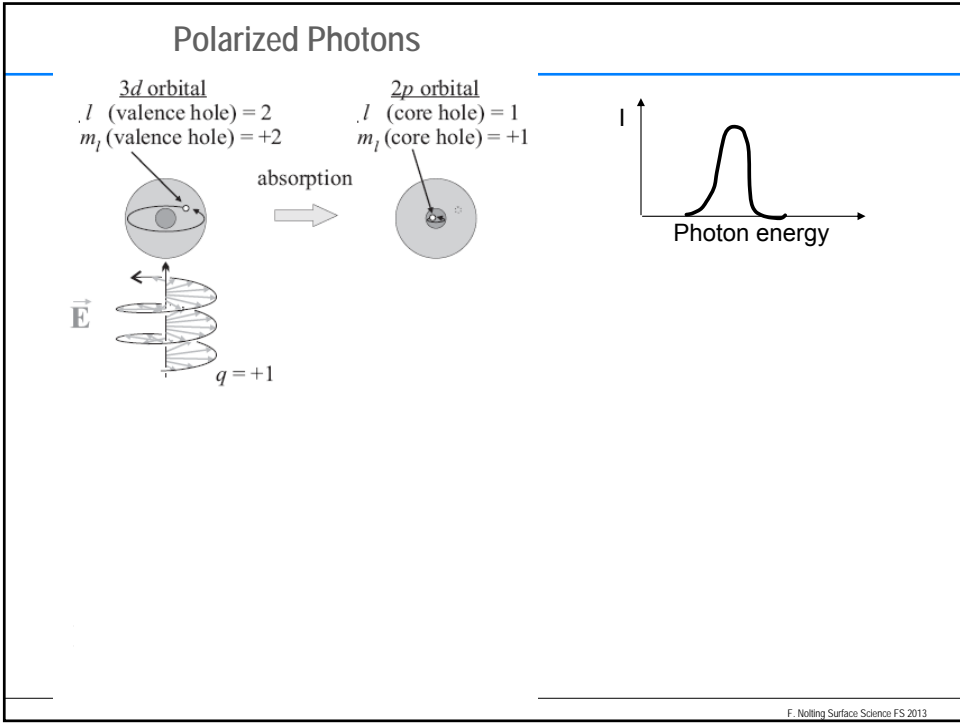 Polarized Photons
3d orbital
l (valence hole) = 2
m_l (valence hole) = +2
2p orbital
l (core hole) = 1
m_l (core hole) = +1
absorption
E
q = +1
I
Photon energy
F. Nolting Surface Science FS 2013